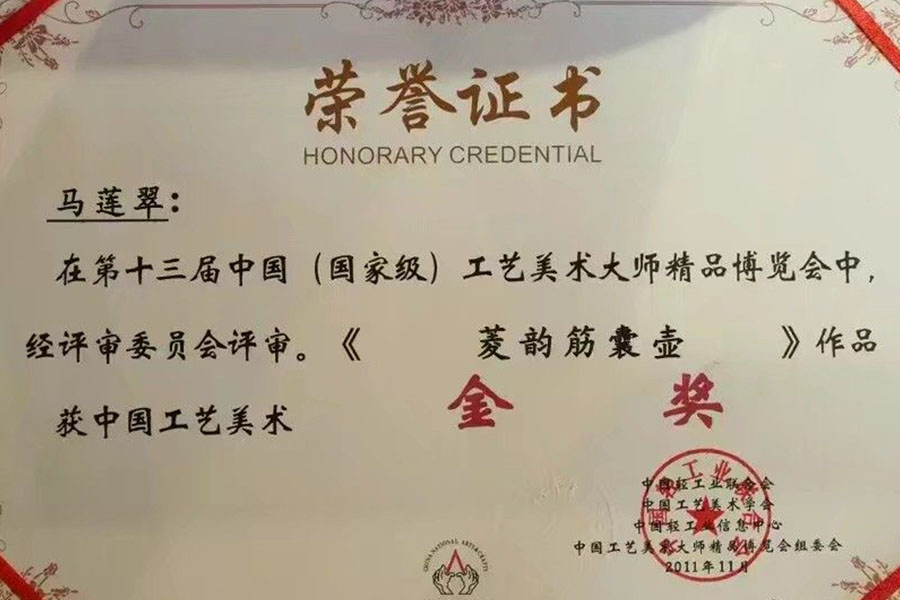 荣誉证书
HONORARY CREDENTIAL
马莲翠：
在第十三届中国（国家级）工艺美术大师精品博览会中，
经评审委员会评审。《 菱韵筋囊壶 》作品
获中国工艺美术 金奖
中国轻工业联合会
中国工艺美术学会
中国轻工业信息中心
中国工艺美术大师精品博览会组委会
2011年11月
CHINA NATIONAL ARTS&CRAFTS